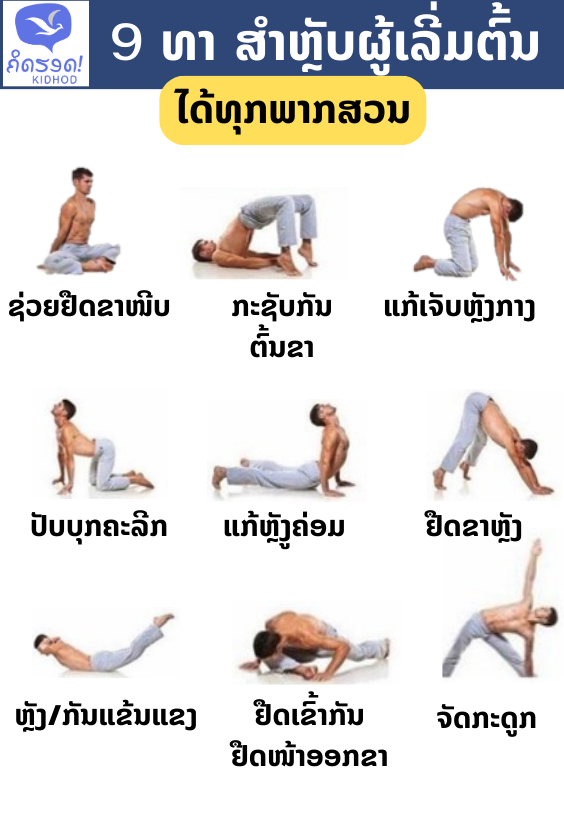 ຄິດຮອດ!
KIDHOD
9 ທາ ສຳຫຼັບຜູ້ເລີ່ມຕົ້ນ
ໄດ້ທຸກພາກສວນ
ຊ່ວຍຢືດຂາໜີບ
ກະຊັບກັນ
ຕົ້ນຂາ
ແກ້ເຈັບຫຼັງກາງ
ປັບບຸກຄະລິກ
ແກ້ຫຼັງຄູ່ຄ່ອມ
ຢືດຂາຫຼັງ
ຫຼັງ/ກັນແຂ້ນແຂງ
ຢືດເຂົ້າກັນ
ຢືດໜ້າອອກຂາ
ຈັດກະດູກ